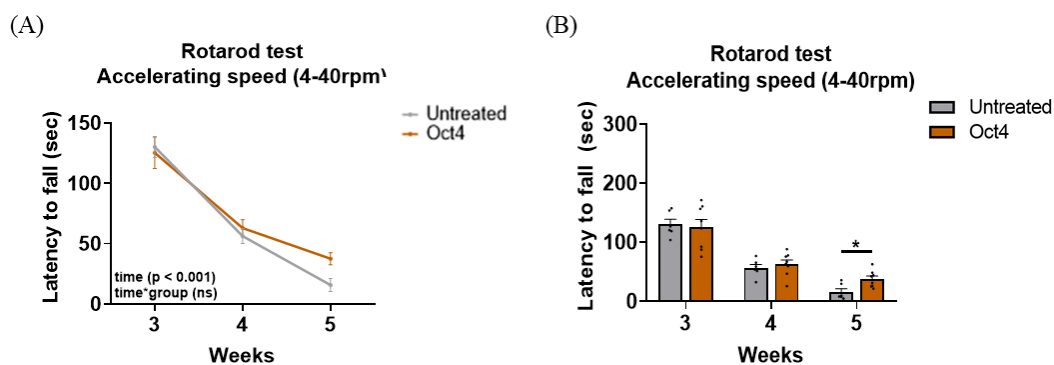 (A)
Rotarod test
Accelerating speed (4-40rpm)
Untreated
Oct4
Latency to fall (sec)
150
100
50
0
time (p < 0.001)
time*group (ns)
3 4 5
Weeks
(B)
Rotarod test
Accelerating speed (4-40rpm)
Untreated
Oct4
Latency to fall (sec)
300
200
100
0
*
3 4 5
Weeks